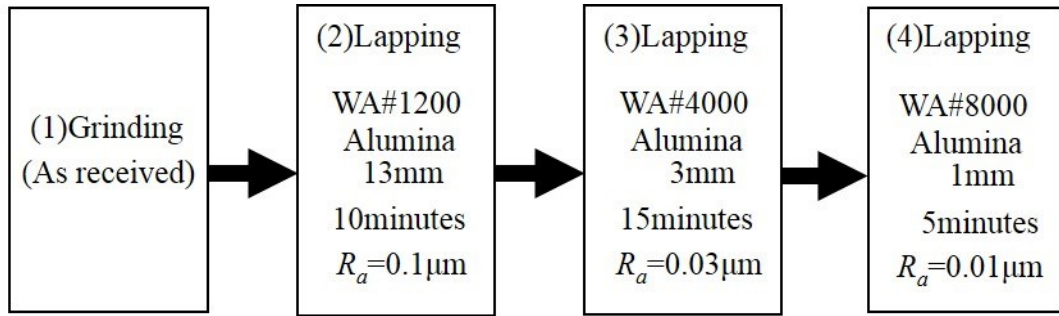 (1)Grinding
(As received)
(2)Lapping
WA#1200
Alumina
13mm
10minutes
Ra=0.1μm
(3)Lapping
WA#4000
Alumina
3mm
15minutes
Ra=0.03μm
(4)Lapping
WA#8000
Alumina
1mm
5minutes
Ra=0.01μm